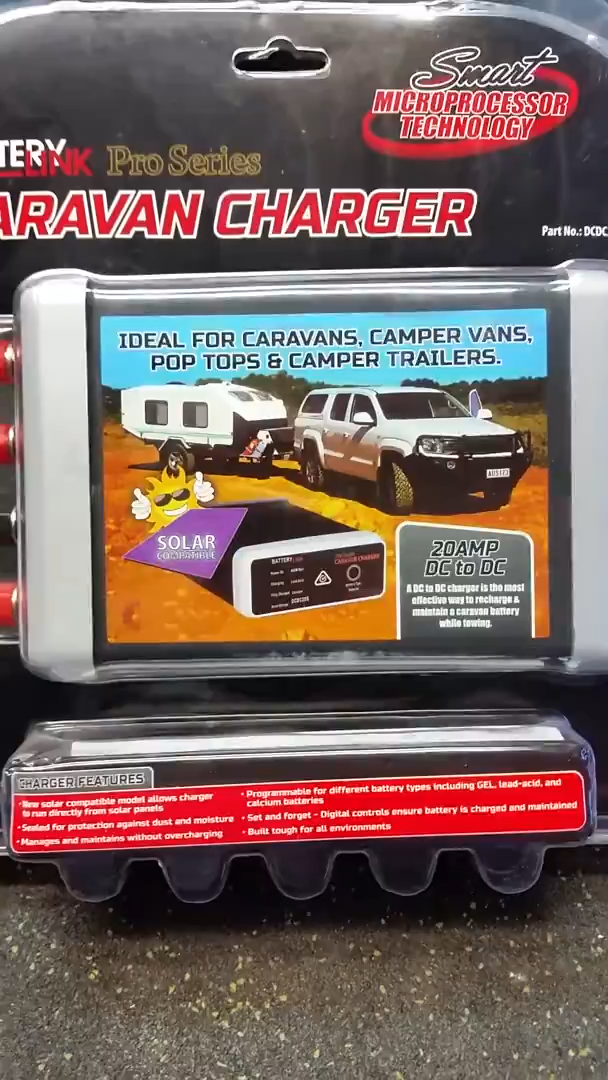 Smart
MICROPROCESSOR
TECHNOLOGY
TERY LINK Pro Series
ARAVAN CHARGER
Part No.: DCDC
IDEAL FOR CARAVANS, CAMPER VANS,
POP TOPS & CAMPER TRAILERS.
SOLAR
COMPATIBLE
BATTERYLINK
CARAVAN CHARGER
20AMP
DC to DC
A DC to DC charger is the most
effective way to recharge &
maintain a caravan battery
while towing.
CHARGER FEATURES
• New solar compatible model allows charger
to run directly from solar panels
• Sealed for protection against dust and moisture
• Manages and maintains without overcharging
• Programmable for different battery types including GEL, lead-acid, and
calcium batteries
• Set and forget - Digital controls ensure battery is charged and maintained
• Built tough for all environments